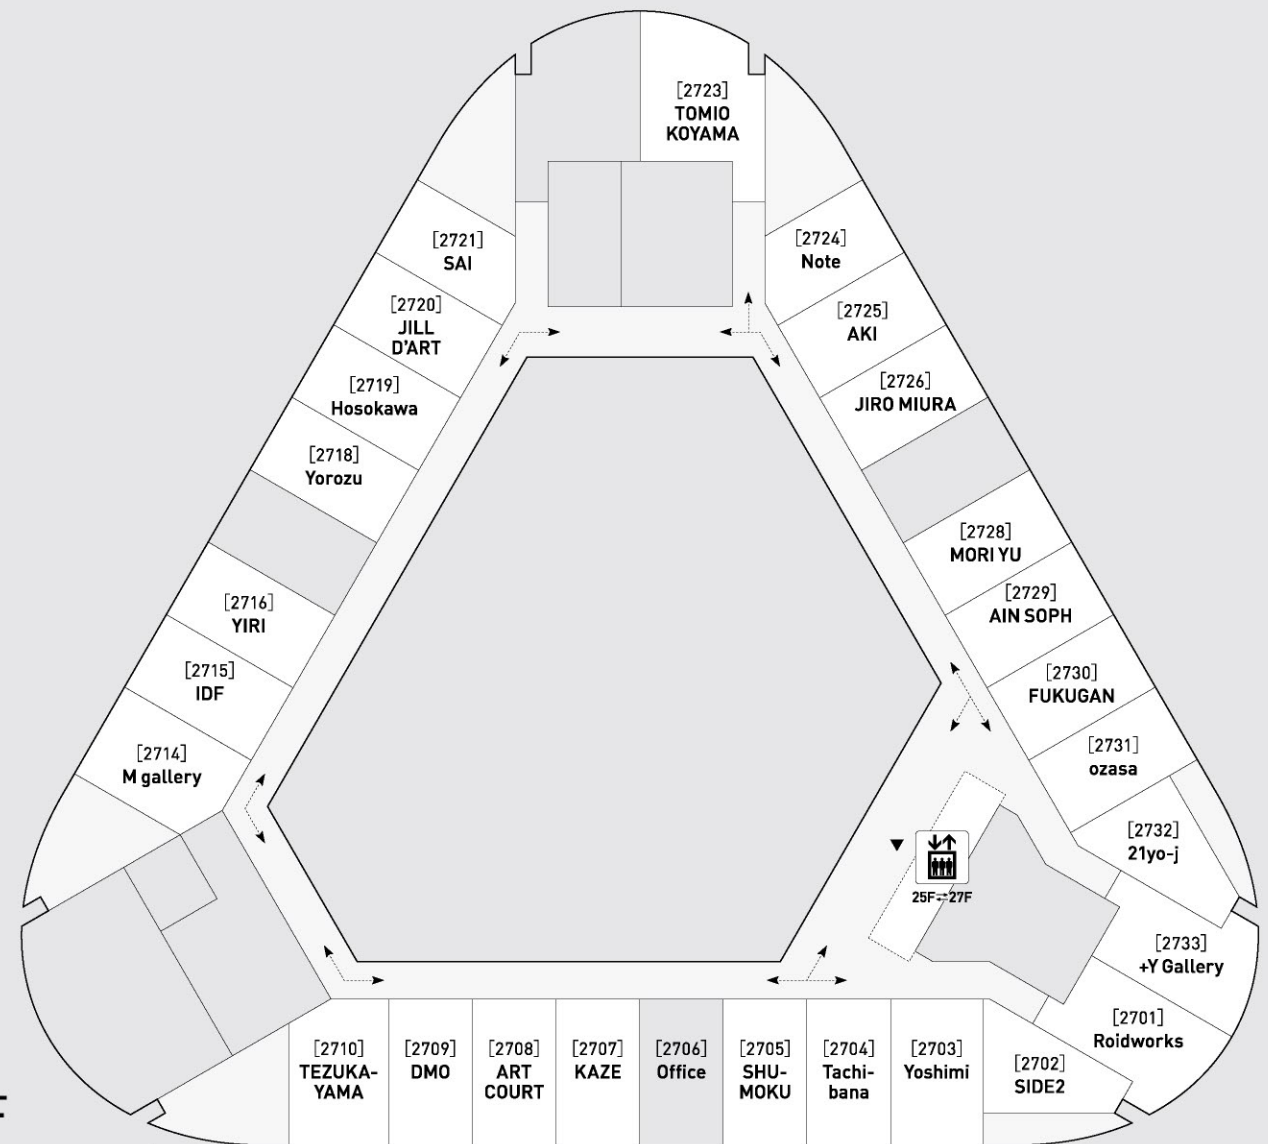 [2723]
TOMIO
KOYAMA
[2721]
SAI
[2724]
Note
[2720]
JILL
D'ART
[2725]
AKI
[2719]
Hosokawa
[2726]
JIRO MIURA
[2718]
Yorozu
[2728]
MORI YU
[2716]
YIRI
[2729]
AIN SOPH
[2715]
IDF
[2730]
FUKUGAN
[2714]
M gallery
[2731]
ozasa
[2732]
21yo-j
25F⇄27F
[2733]
+Y Gallery
[2701]
Roidworks
[2710]
TEZUKA-
YAMA
[2709]
DMO
[2708]
ART
COURT
[2707]
KAZE
[2706]
Office
[2705]
SHU-
MOKU
[2704]
Tachi-
bana
[2703]
Yoshimi
[2702]
SIDE2